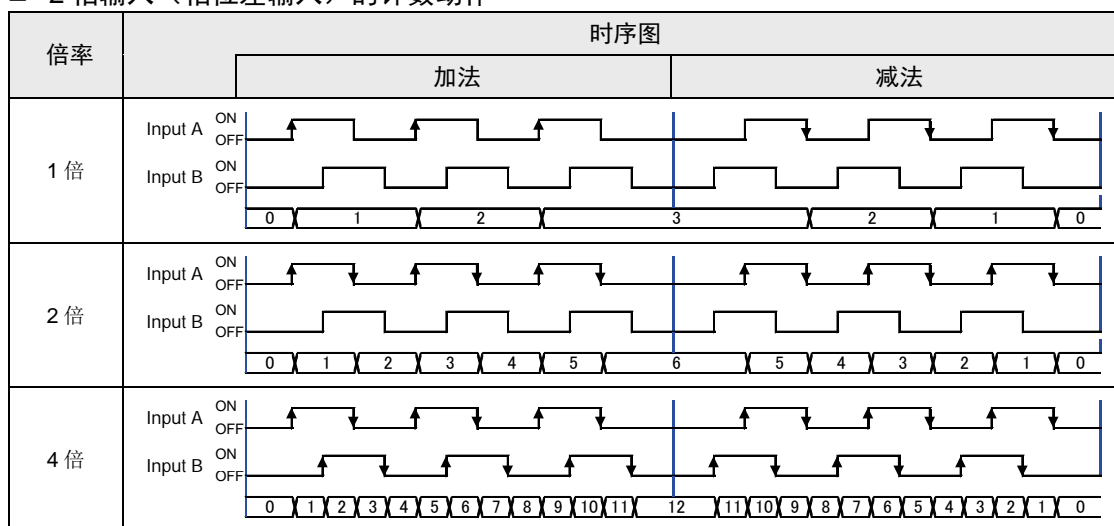 ■ 2 相输入（相位差输入）的计数动作
倍率
时序图
加法
减法
1 倍
Input A ON OFF
Input B ON OFF
0 1 2 3 2 1 0
2 倍
Input A ON OFF
Input B ON OFF
0 1 2 3 4 5 6 5 4 3 2 1 0
4 倍
Input A ON OFF
Input B ON OFF
0 1 2 3 4 5 6 7 8 9 10 11 12 11 10 9 8 7 6 5 4 3 2 1 0